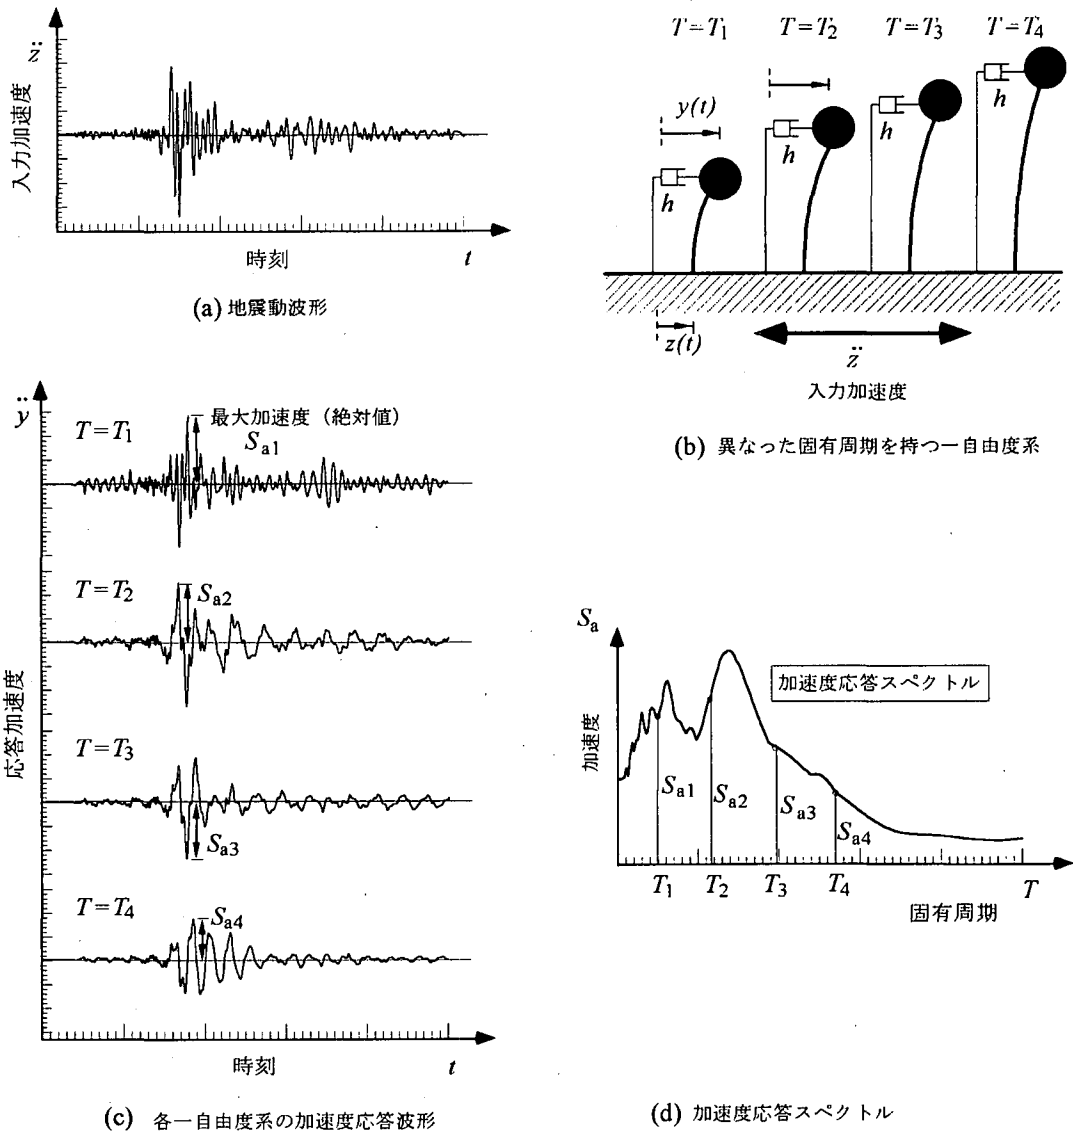 z̈
入力加速度
時刻
t
(a) 地震動波形
T=T1
T=T2
T=T3
T=T4
y(t)
h
h
h
h
z(t)
z̈
入力加速度
(b) 異なった固有周期を持つ一自由度系
ÿ
応答加速度
T=T1
最大加速度（絶対値）
Sa1
T=T2
Sa2
T=T3
Sa3
T=T4
Sa4
時刻
t
(c) 各一自由度系の加速度応答波形
Sa
加速度
加速度応答スペクトル
Sa1
Sa2
Sa3
Sa4
T1
T2
T3
T4
T
固有周期
(d) 加速度応答スペクトル